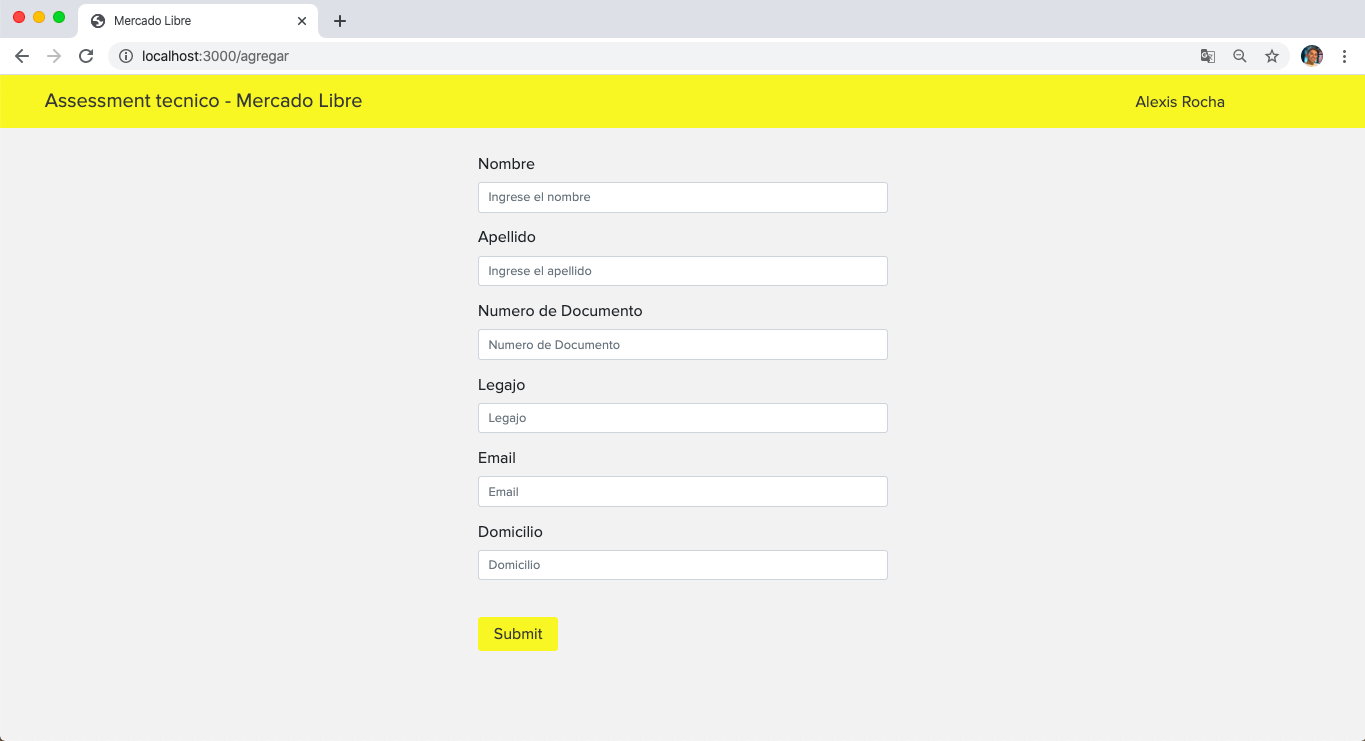 Mercado Libre
localhost:3000/agregar
Assessment tecnico - Mercado Libre
Alexis Rocha
Nombre
Ingrese el nombre
Apellido
Ingrese el apellido
Numero de Documento
Numero de Documento
Legajo
Legajo
Email
Email
Domicilio
Domicilio
Submit